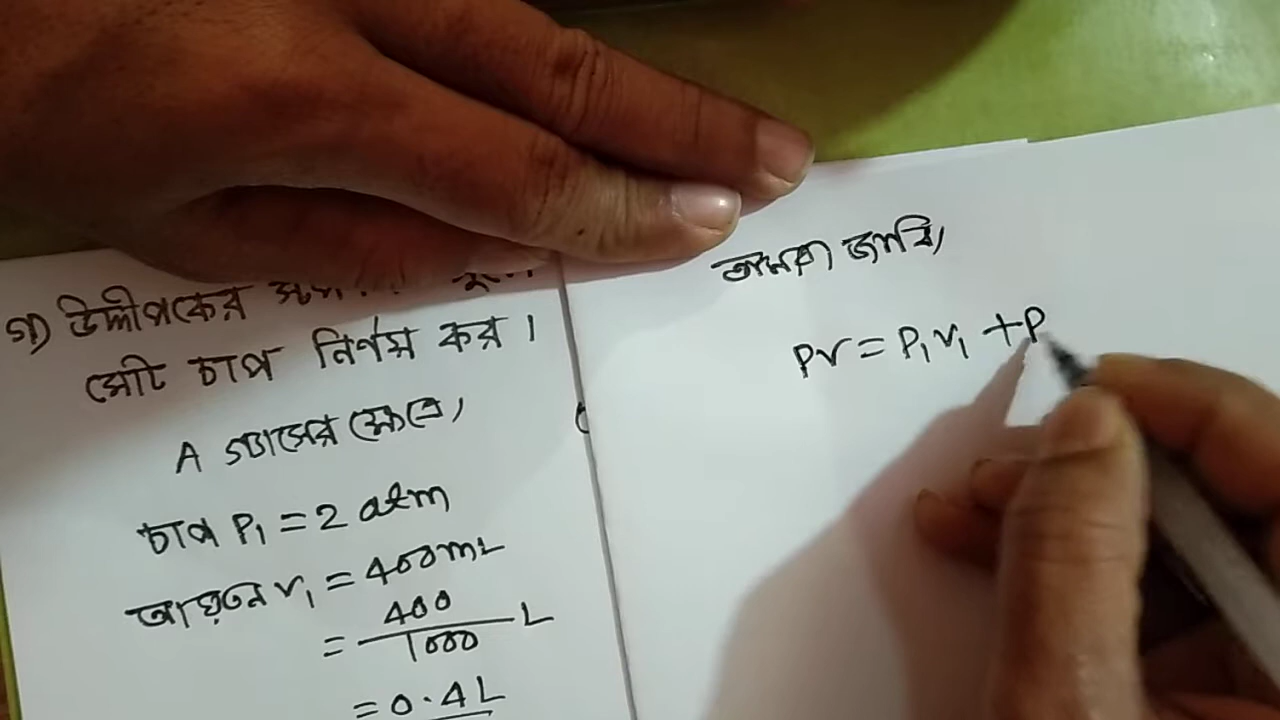 গ) উদ্দীপকের
মোট চাপ নির্ণয় কর।
A গ্যাসের ক্ষেত্রে,
চাপ P₁ = 2 atm
আয়তন V₁ = 400mL
= 400/1000 L
= 0.4L
আমরা জানি,
PV = P₁V₁ + P